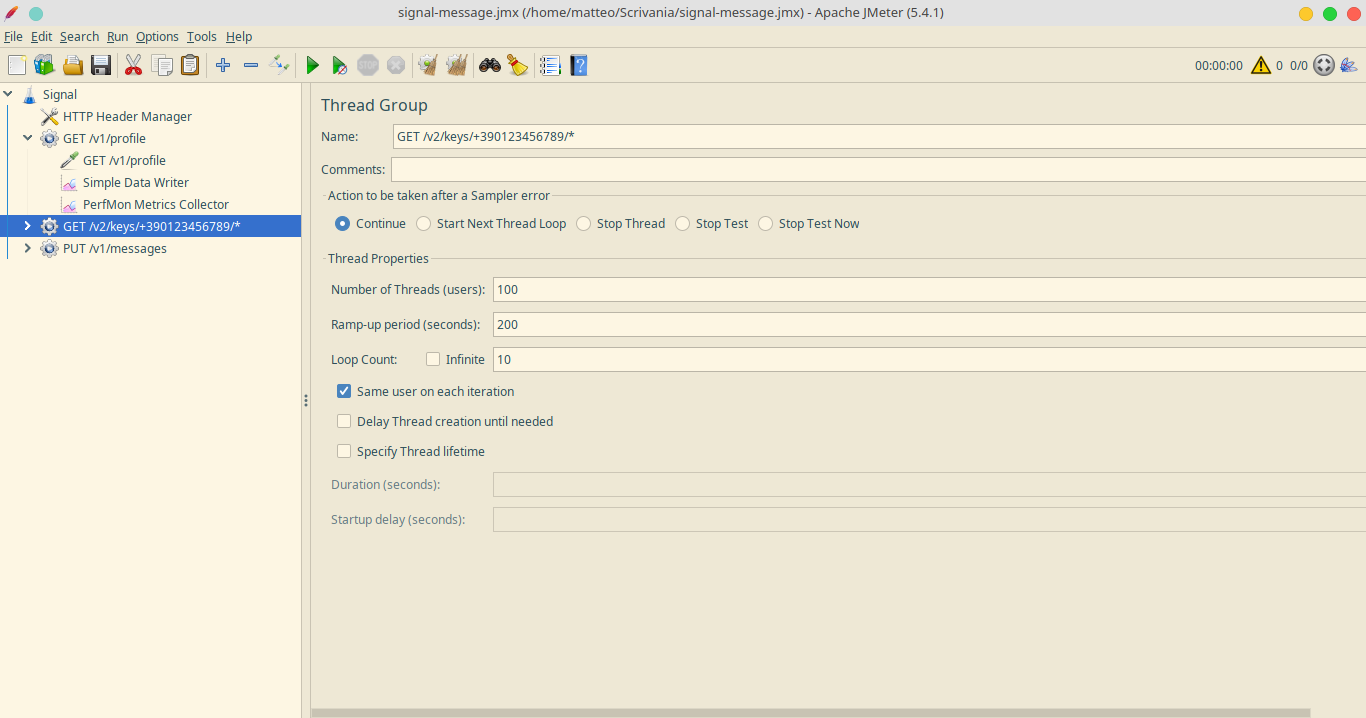 signal-message.jmx (/home/matteo/Scrivania/signal-message.jmx) - Apache JMeter (5.4.1)
File Edit Search Run Options Tools Help
STOP
00:00:00 0 0/0
Signal
HTTP Header Manager
GET /v1/profile
GET /v1/profile
Simple Data Writer
PerfMon Metrics Collector
GET /v2/keys/+390123456789/*
PUT /v1/messages
Thread Group
Name: GET /v2/keys/+390123456789/*
Comments:
Action to be taken after a Sampler error
Continue Start Next Thread Loop Stop Thread Stop Test Stop Test Now
Thread Properties
Number of Threads (users): 100
Ramp-up period (seconds): 200
Loop Count: Infinite 10
Same user on each iteration
Delay Thread creation until needed
Specify Thread lifetime
Duration (seconds):
Startup delay (seconds):